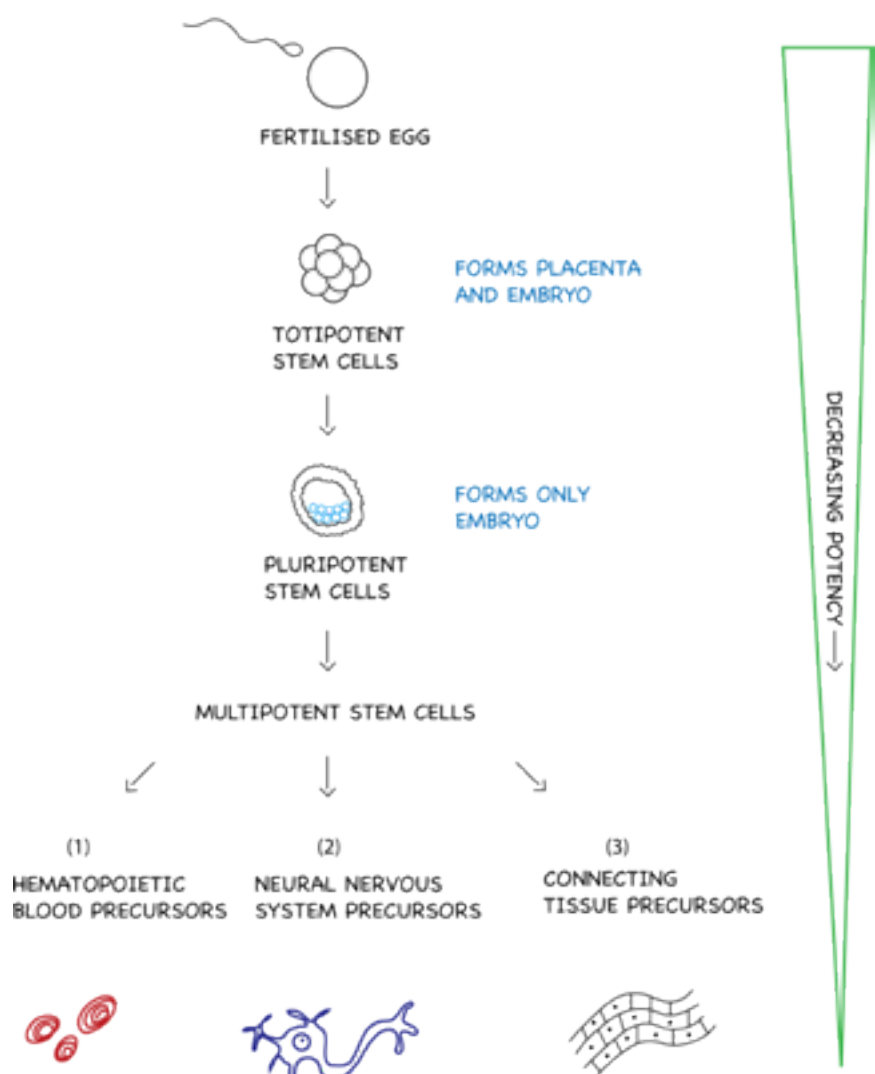 FERTILISED EGG
FORMS PLACENTA
AND EMBRYO
TOTIPOTENT
STEM CELLS
DECREASING POTENCY
FORMS ONLY
EMBRYO
PLURIPOTENT
STEM CELLS
MULTIPOTENT STEM CELLS
(1)
HEMATOPOIETIC
BLOOD PRECURSORS
(2)
NEURAL NERVOUS
SYSTEM PRECURSORS
(3)
CONNECTING
TISSUE PRECURSORS